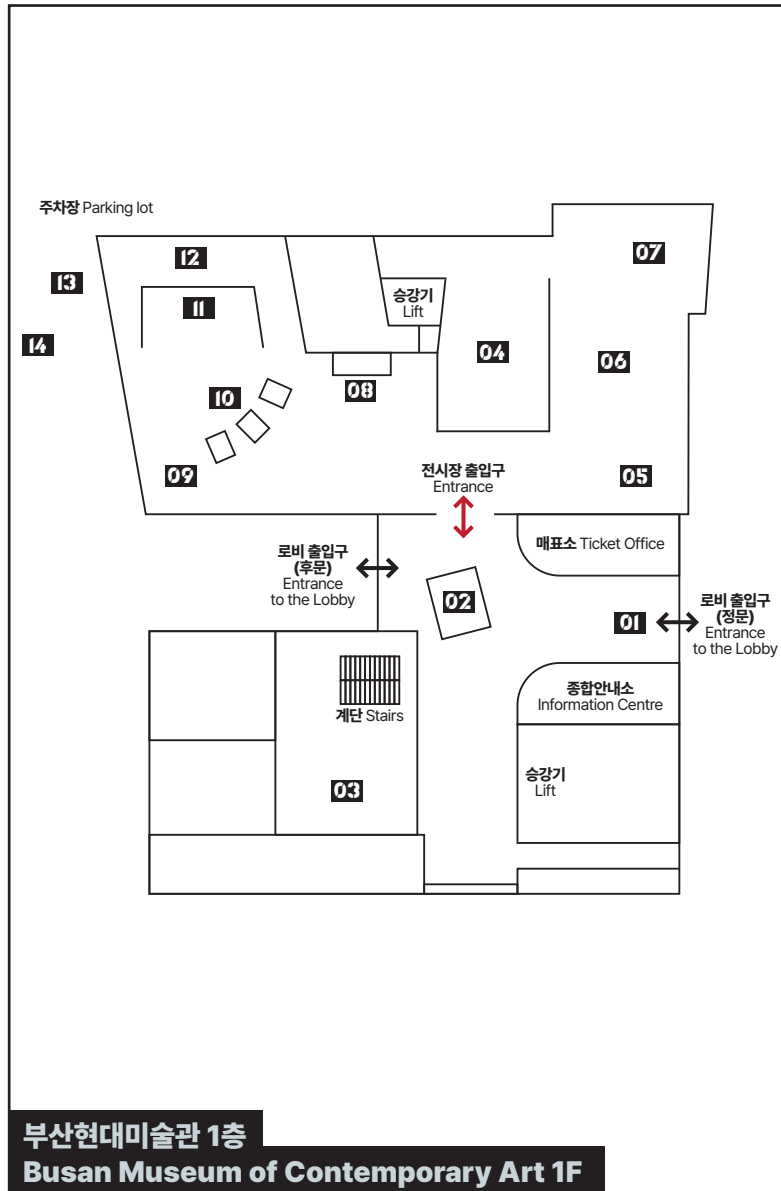 주차장 Parking lot
07
12
13
승강기
Lift
11
14
04
06
08
10
전시장 출입구
Entrance
09
05
매표소 Ticket Office
로비 출입구
(후문)
Entrance
to the Lobby
02
01
로비 출입구
(정문)
Entrance
to the Lobby
계단 Stairs
종합안내소
Information Centre
03
승강기
Lift
부산현대미술관 1층
Busan Museum of Contemporary Art 1F